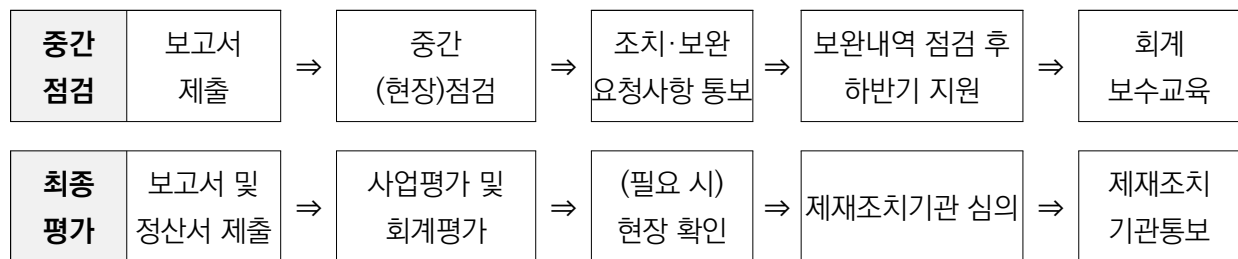 중간
점검
보고서
제출
⇒
중간
(현장)점검
⇒
조치·보완
요청사항 통보
⇒
보완내역 점검 후
하반기 지원
⇒
회계
보수교육
최종
평가
보고서 및
정산서 제출
⇒
사업평가 및
회계평가
⇒
(필요 시)
현장 확인
⇒
제재조치기관 심의
⇒
제재조치
기관통보